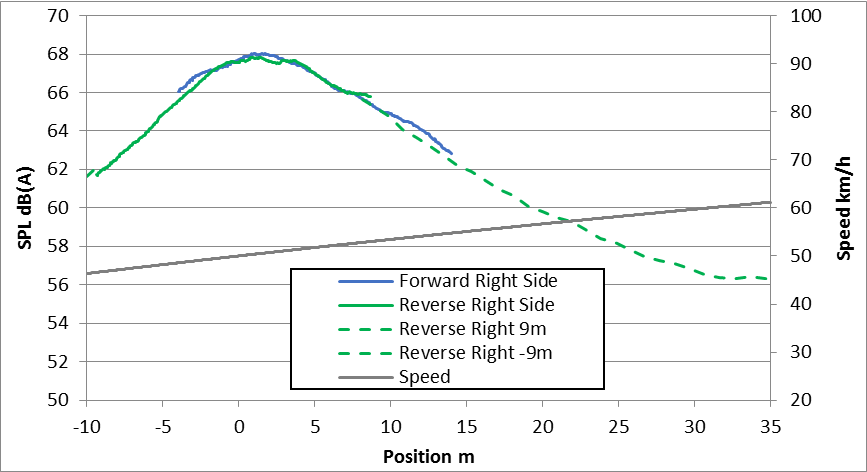 70 100
68 90
66
64 80
62 70
60 60
58 50
56
54 40
52 30
50 20
SPL dB(A)
Speed km/h
Forward Right Side
Reverse Right Side
Reverse Right 9m
Reverse Right -9m
Speed
-10 -5 0 5 10 15 20 25 30 35
Position m